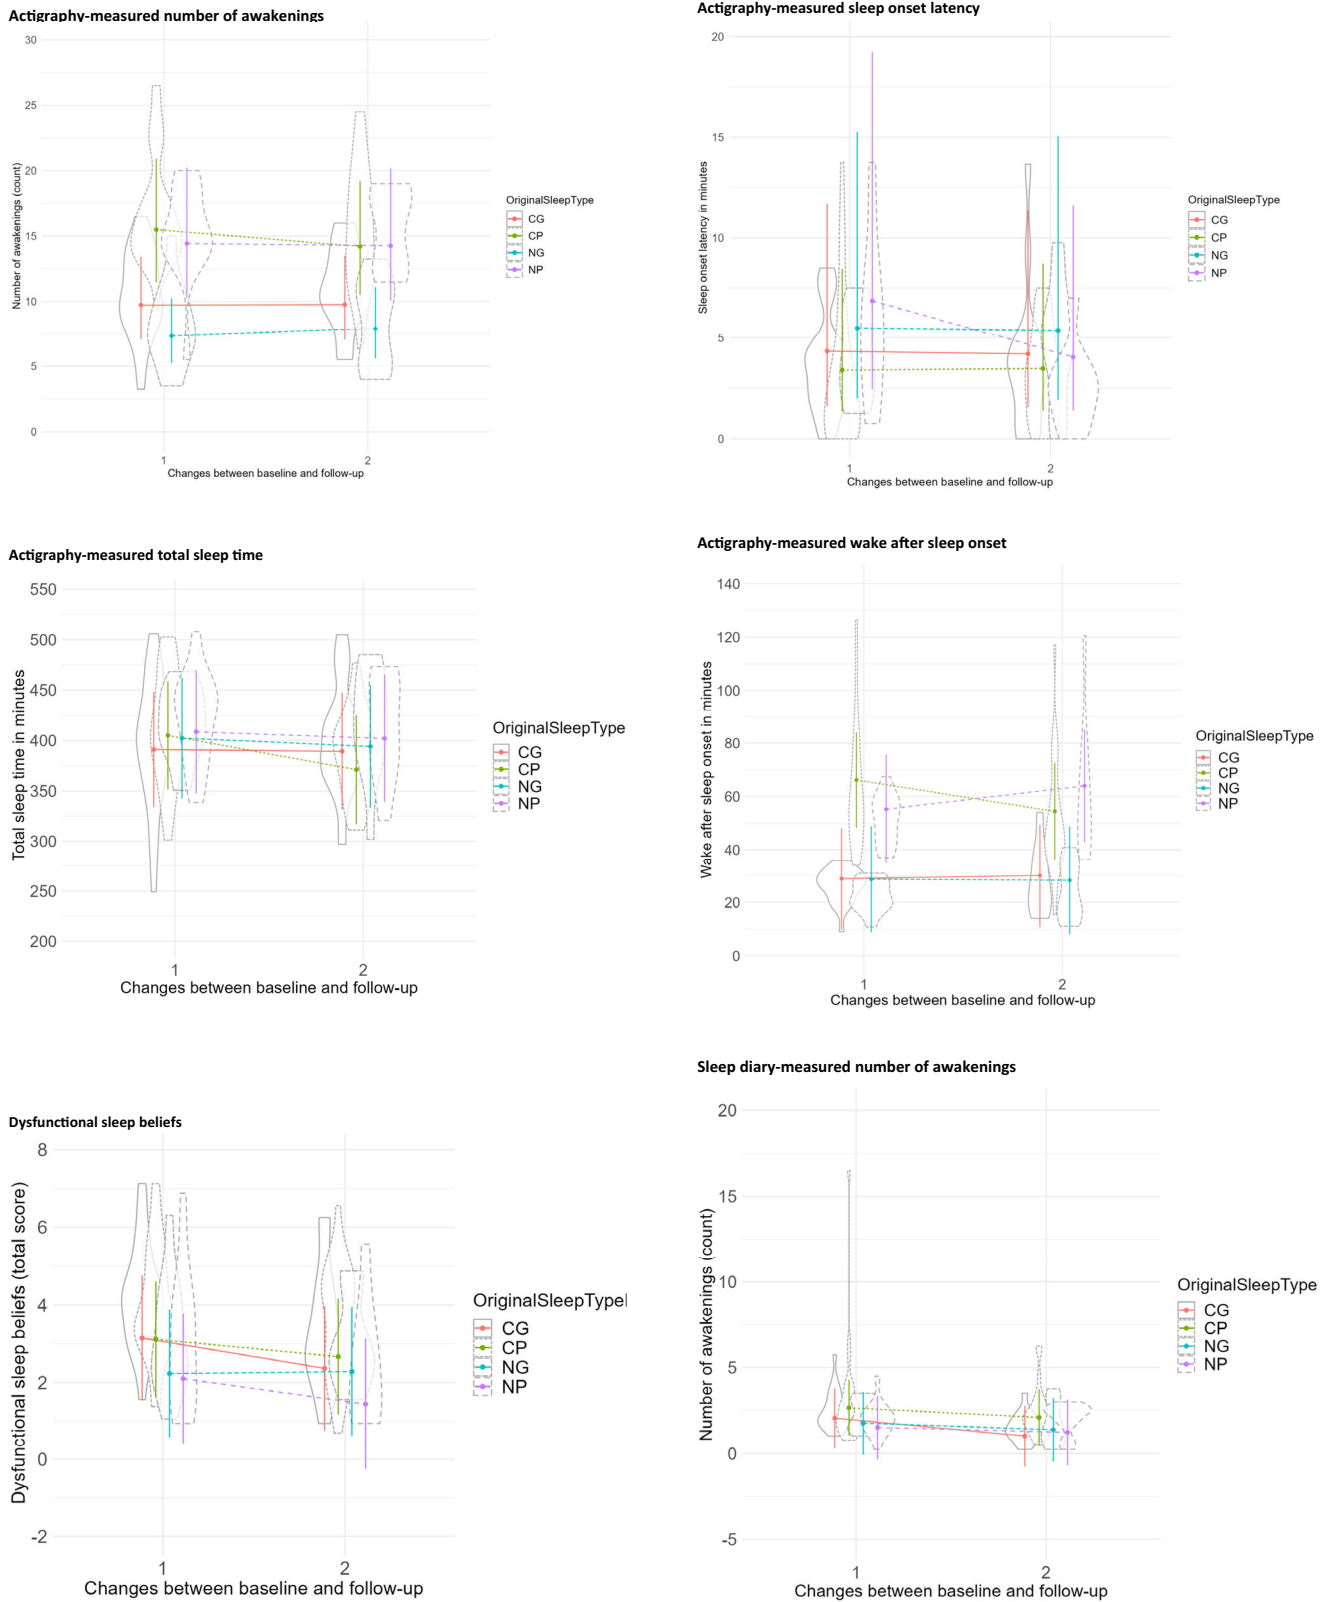 Actigraphy-measured number of awakenings
30
25
20
15
10
5
0
Number of awakenings (count)
1
2
Changes between baseline and follow-up
OriginalSleepType
CG
CP
NG
NP
Actigraphy-measured sleep onset latency
20
15
10
5
0
Sleep onset latency in minutes
1
2
Changes between baseline and follow-up
OriginalSleepType
CG
CP
NG
NP
Actigraphy-measured total sleep time
550
500
450
400
350
300
250
200
Total sleep time in minutes
1
2
Changes between baseline and follow-up
OriginalSleepType
CG
CP
NG
NP
Actigraphy-measured wake after sleep onset
140
120
100
80
60
40
20
0
Wake after sleep onset in minutes
1
2
Changes between baseline and follow-up
OriginalSleepType
CG
CP
NG
NP
Dysfunctional sleep beliefs
8
6
4
2
0
-2
Dysfunctional sleep beliefs (total score)
1
2
Changes between baseline and follow-up
OriginalSleepType
CG
CP
NG
NP
Sleep diary-measured number of awakenings
20
15
10
5
0
-5
Number of awakenings (count)
1
2
Changes between baseline and follow-up
OriginalSleepType
CG
CP
NG
NP